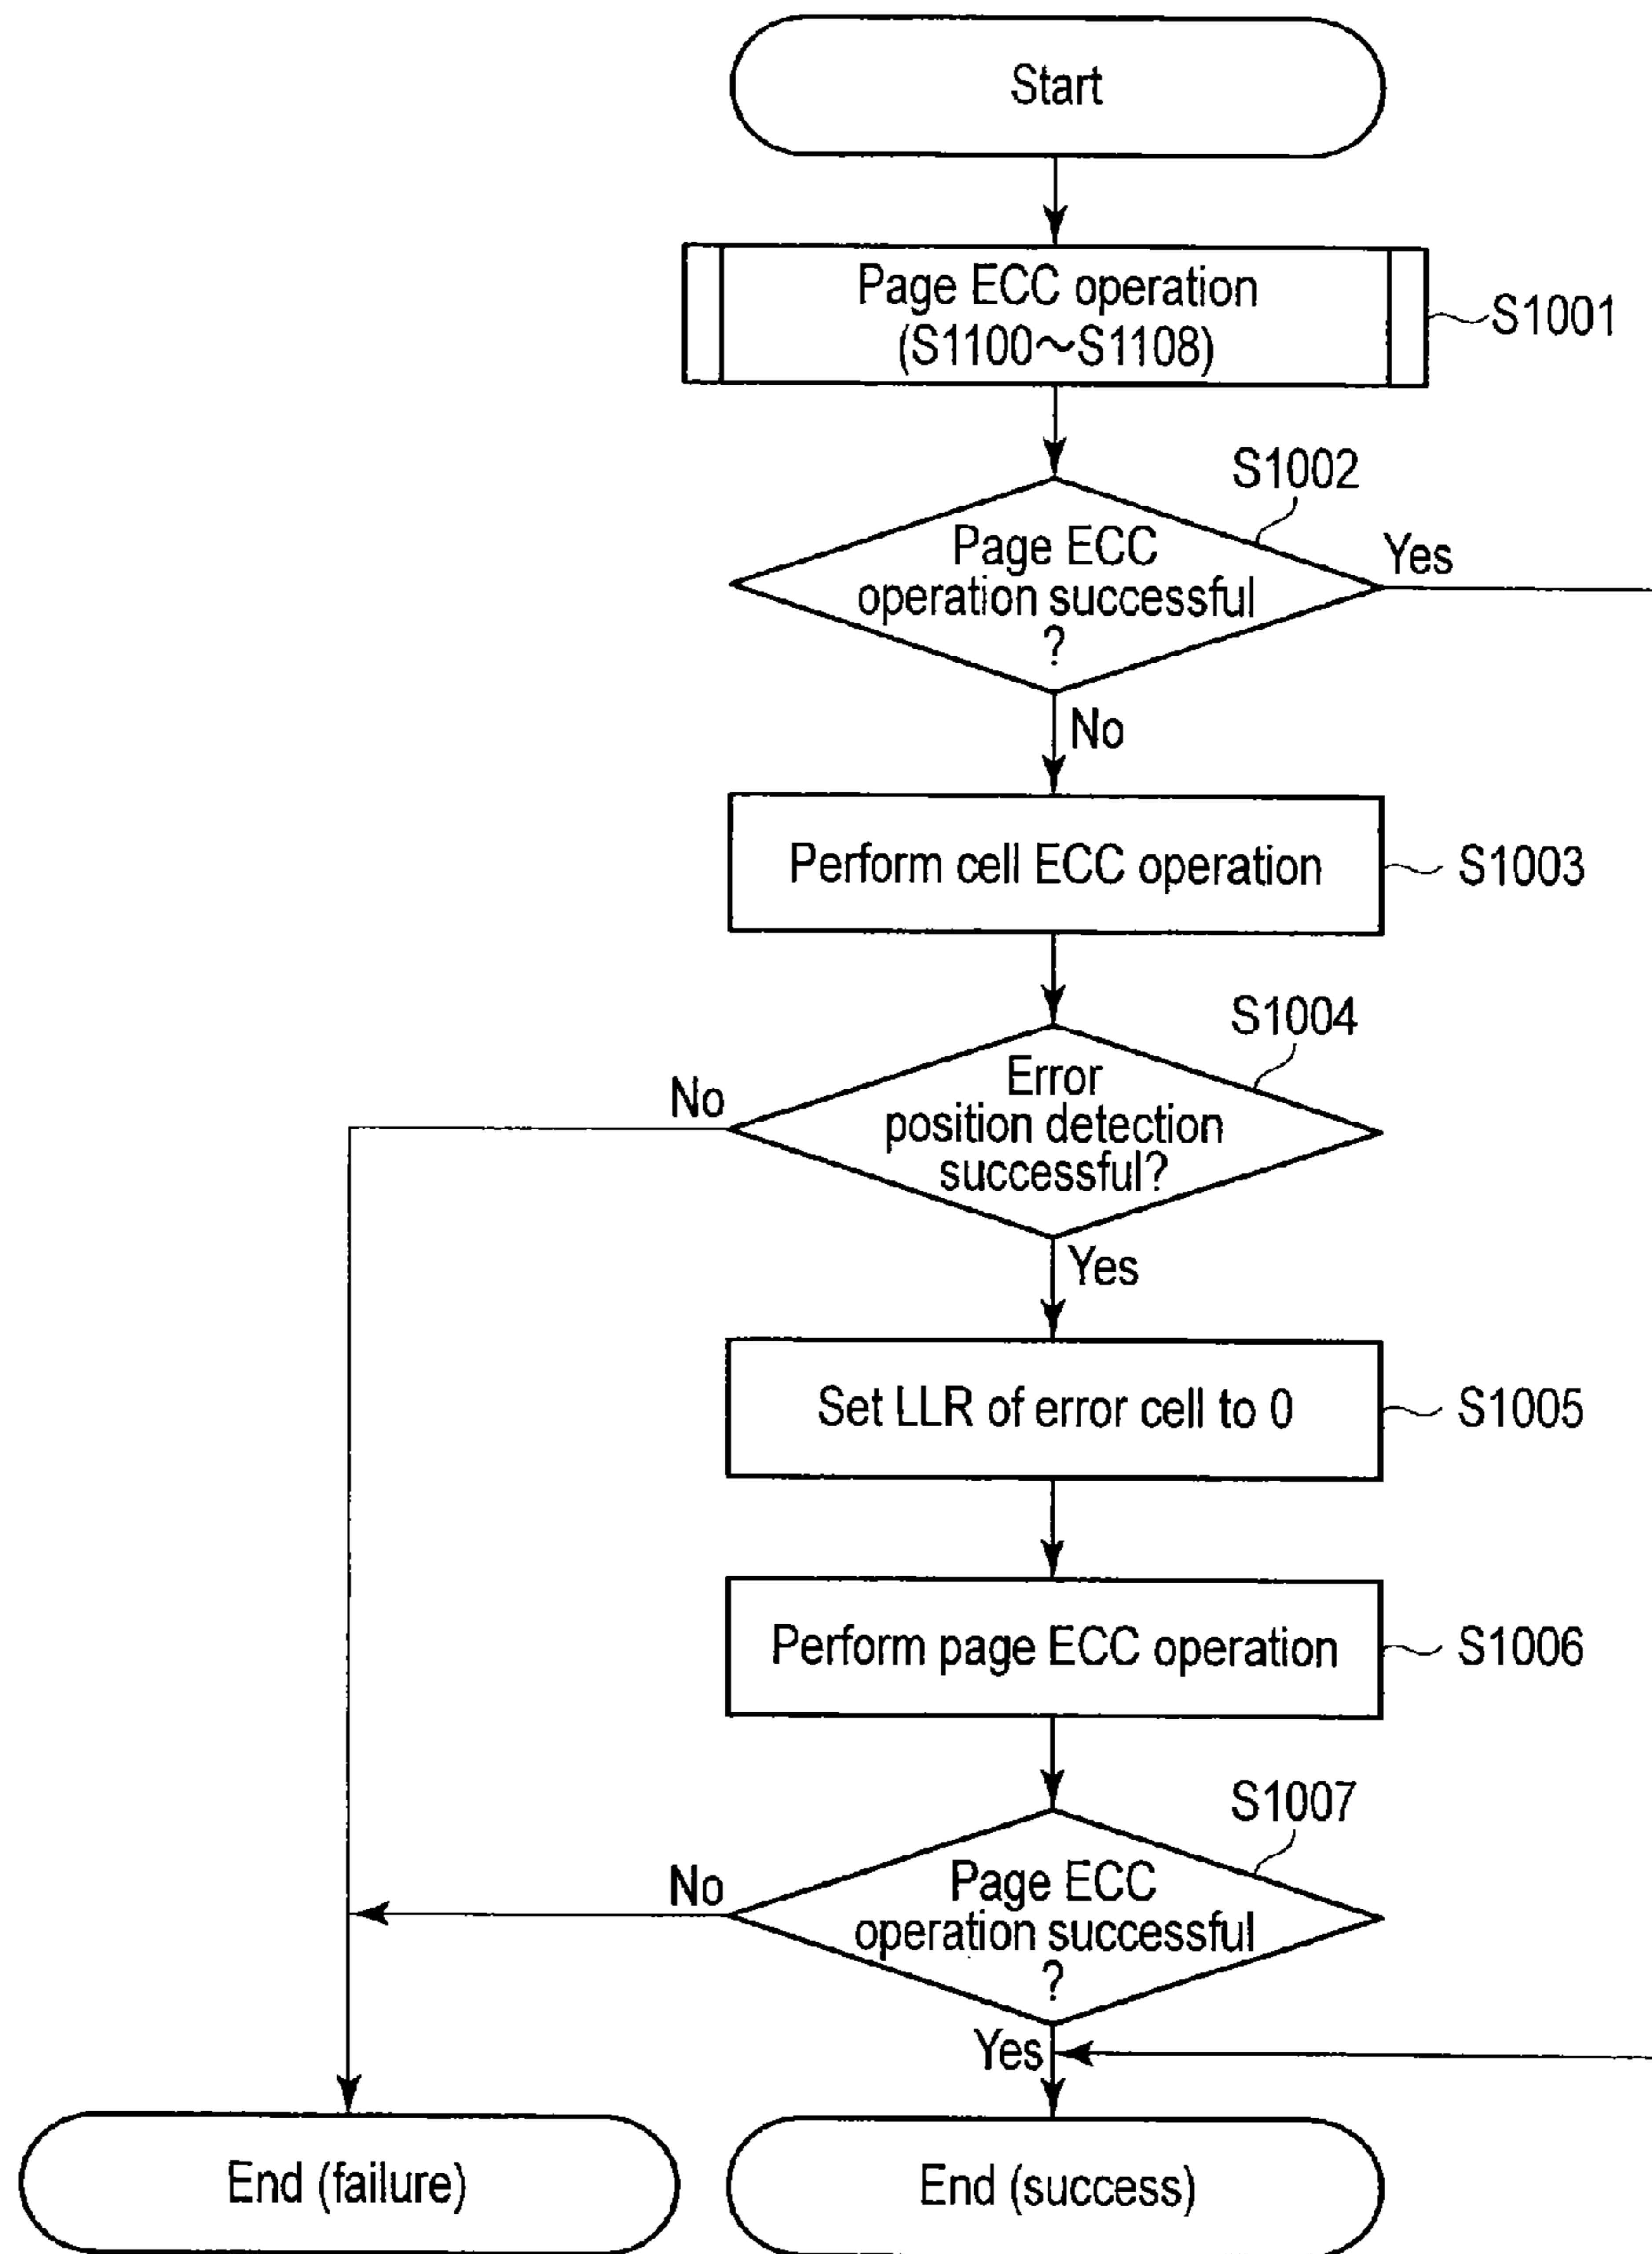 Start
Page ECC operation
(S1100~S1108)
S1001
S1002
Page ECC
operation successful
?
Yes
No
Perform cell ECC operation
S1003
S1004
Error
position detection
successful?
No
Yes
Set LLR of error cell to 0
S1005
Perform page ECC operation
S1006
S1007
Page ECC
operation successful
?
No
Yes
End (failure)
End (success)